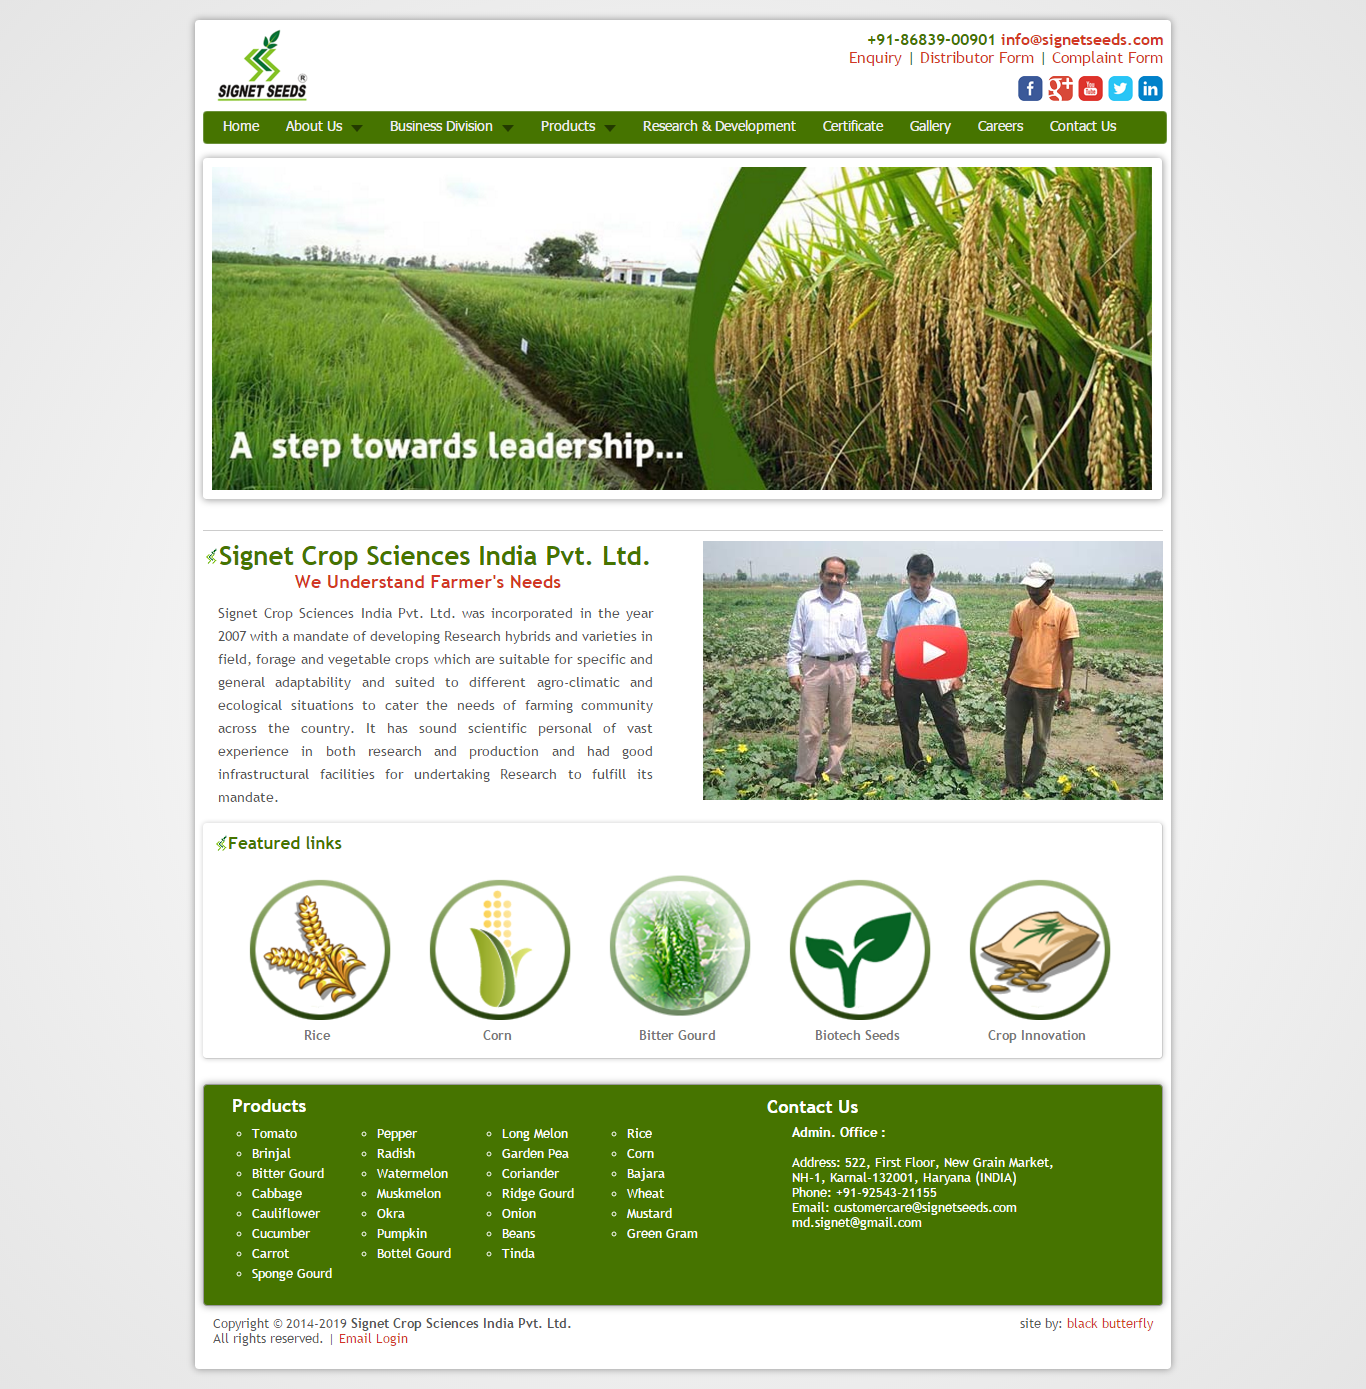 SIGNET SEEDS ®
+91-86839-00901 info@signetseeds.com
Enquiry | Distributor Form | Complaint Form
Home About Us Business Division Products Research & Development Certificate Gallery Careers Contact Us
A step towards leadership...
Signet Crop Sciences India Pvt. Ltd.
We Understand Farmer's Needs
Signet Crop Sciences India Pvt. Ltd. was incorporated in the year
2007 with a mandate of developing Research hybrids and varieties in
field, forage and vegetable crops which are suitable for specific and
general adaptability and suited to different agro-climatic and
ecological situations to cater the needs of farming community
across the country. It has sound scientific personal of vast
experience in both research and production and had good
infrastructural facilities for undertaking Research to fulfill its
mandate.
Featured links
Rice Corn Bitter Gourd Biotech Seeds Crop Innovation
Products
Tomato
Brinjal
Bitter Gourd
Cabbage
Cauliflower
Cucumber
Carrot
Sponge Gourd
Pepper
Radish
Watermelon
Muskmelon
Okra
Pumpkin
Bottel Gourd
Long Melon
Garden Pea
Coriander
Ridge Gourd
Onion
Beans
Tinda
Rice
Corn
Bajara
Wheat
Mustard
Green Gram
Contact Us
Admin. Office :
Address: 522, First Floor, New Grain Market,
NH-1, Karnal-132001, Haryana (INDIA)
Phone: +91-92543-21155
Email: customercare@signetseeds.com
md.signet@gmail.com
Copyright © 2014-2019 Signet Crop Sciences India Pvt. Ltd.
All rights reserved. | Email Login
site by: black butterfly